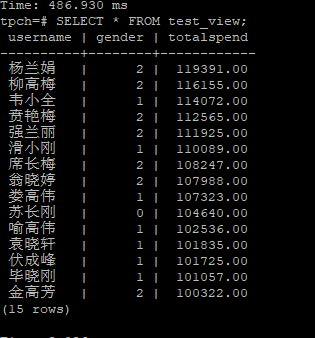 Time: 486.930 ms
tpch=# SELECT * FROM test_view;
username | gender | totalspend
----------+--------+------------
杨兰娟 | 2 | 119391.00
柳高梅 | 2 | 116155.00
韦小全 | 1 | 114072.00
贲艳梅 | 2 | 112565.00
强兰丽 | 2 | 111925.00
滑小刚 | 1 | 110089.00
席长梅 | 2 | 108247.00
翁晓婷 | 2 | 107988.00
娄高伟 | 1 | 107323.00
苏长刚 | 0 | 104640.00
喻高伟 | 1 | 102536.00
袁晓轩 | 1 | 101835.00
伏成峰 | 1 | 101725.00
毕晓刚 | 1 | 101057.00
金高芳 | 2 | 100322.00
(15 rows)